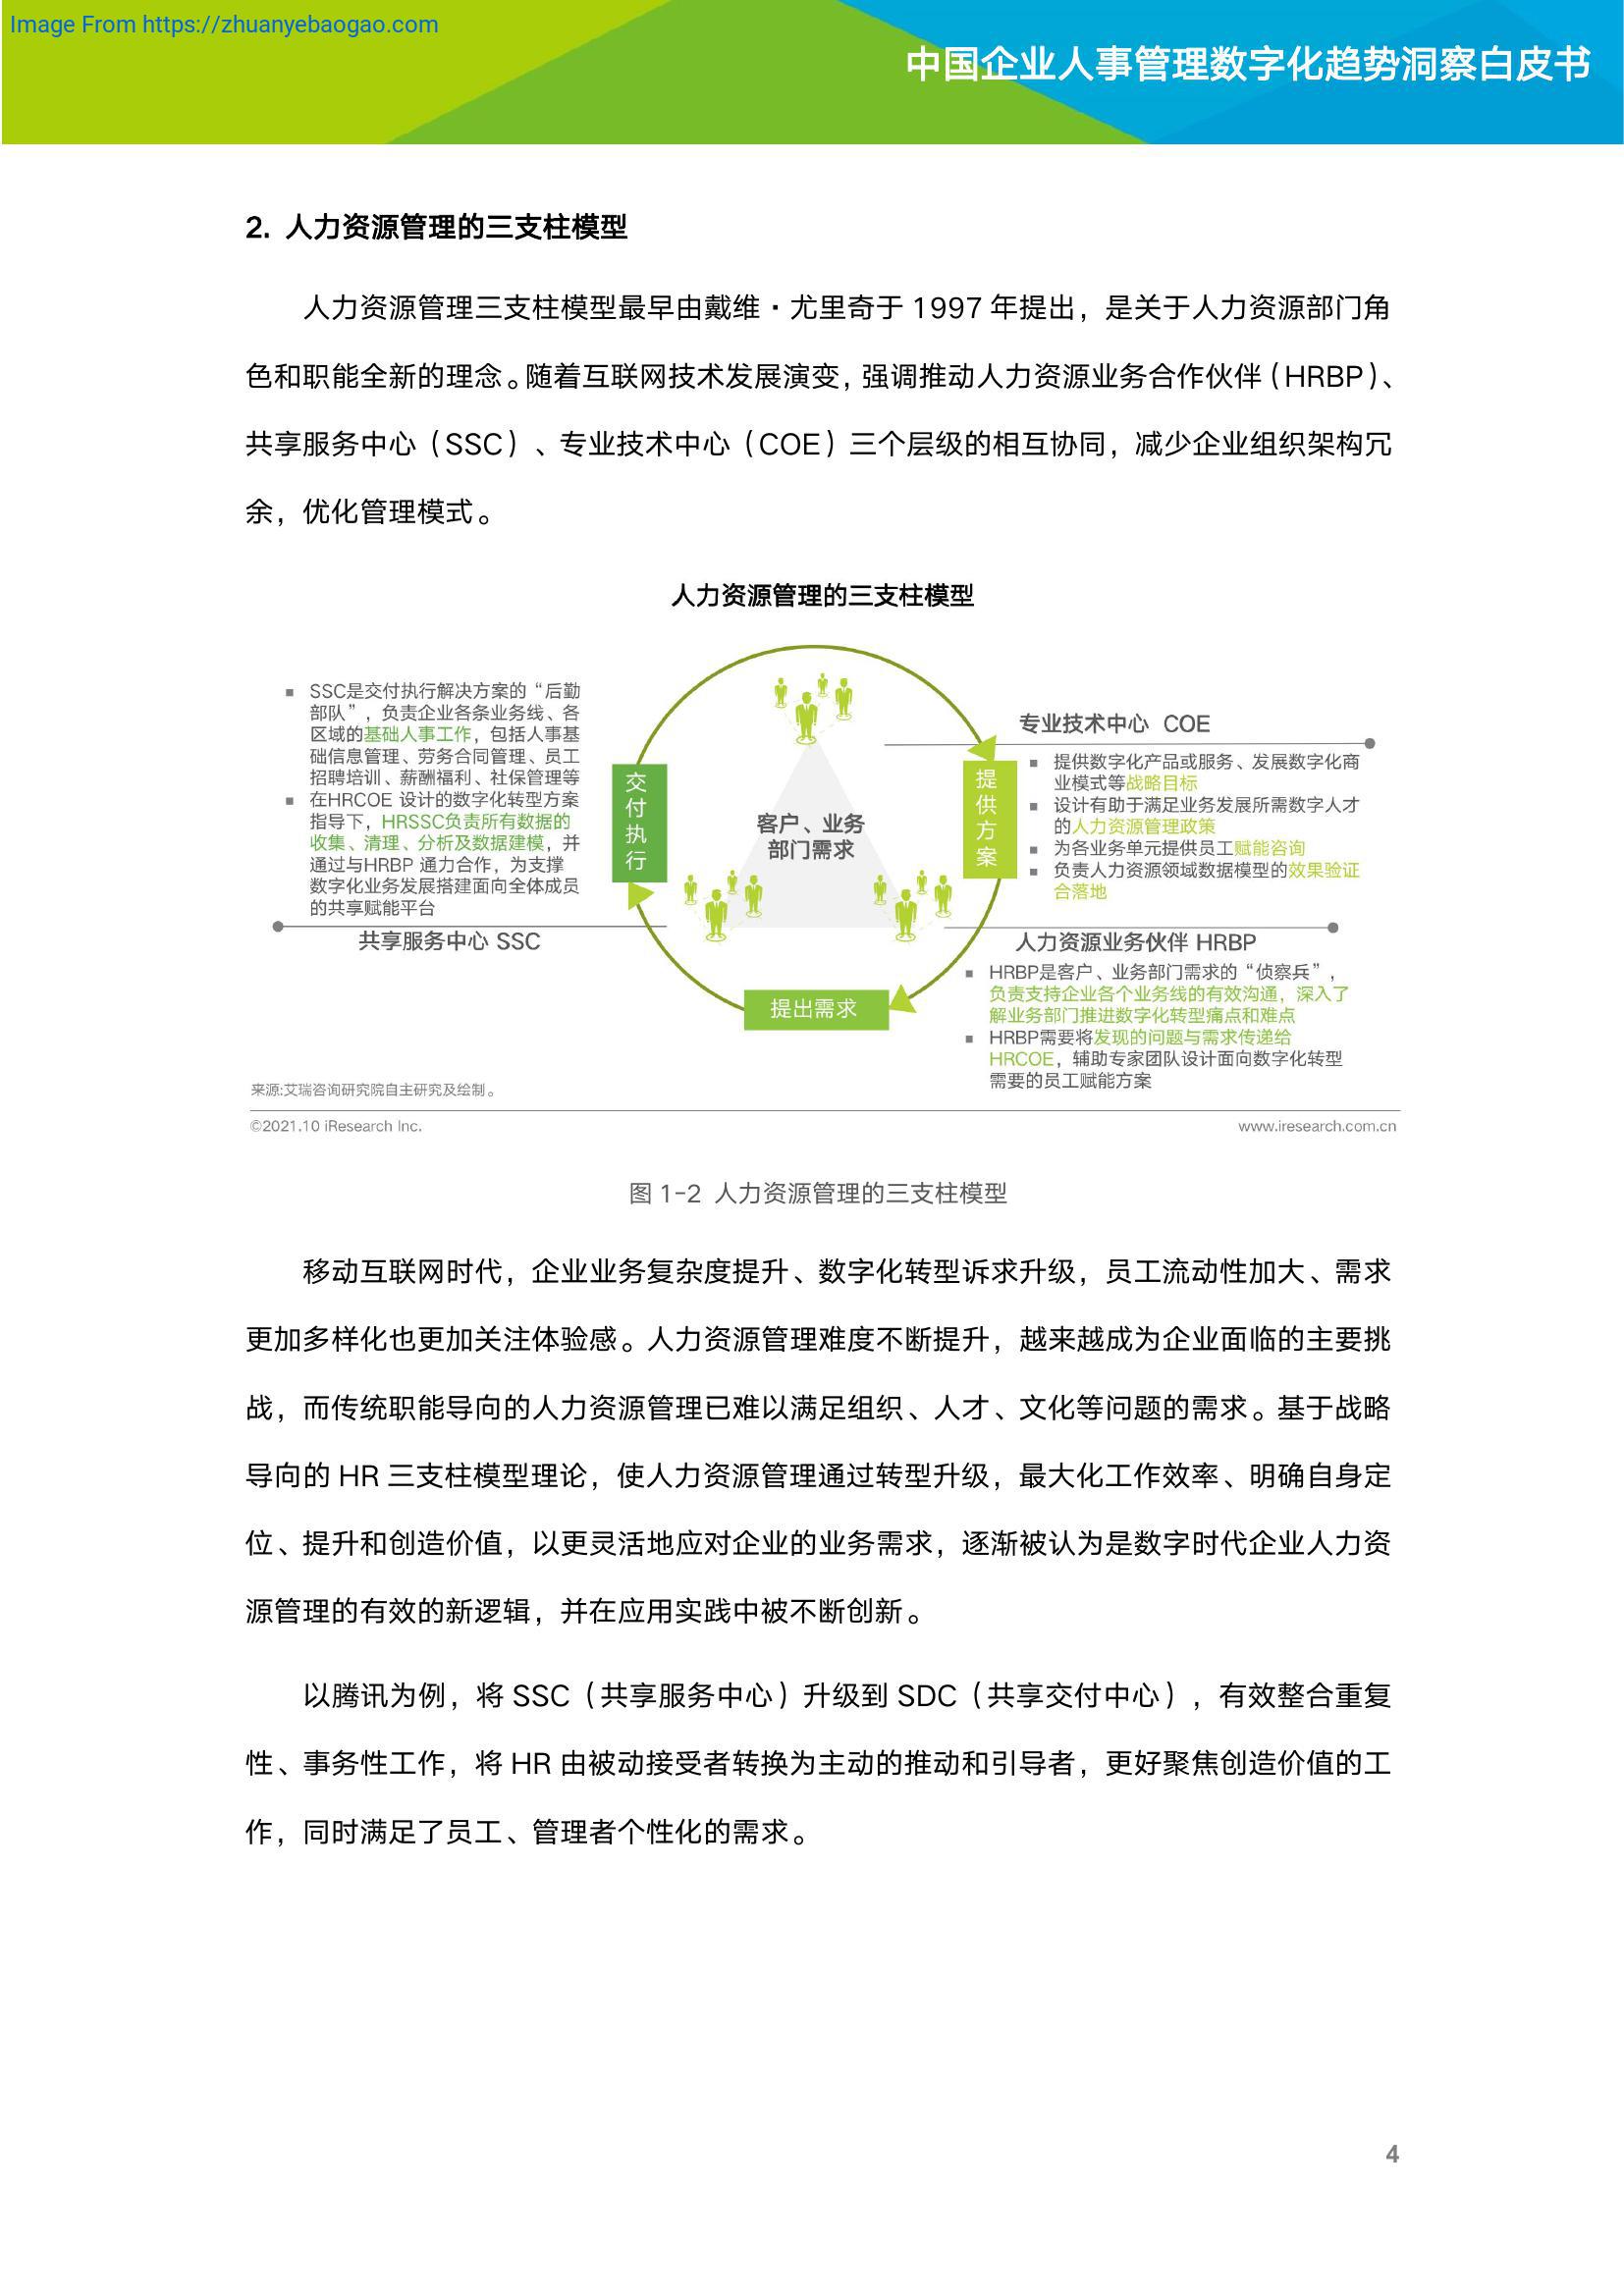 Image From https://zhuanyebaogao.com
中国企业人事管理数字化趋势洞察白皮书
2. 人力资源管理的三支柱模型
人力资源管理三支柱模型最早由戴维·尤里奇于 1997 年提出，是关于人力资源部门角
色和职能全新的理念。随着互联网技术发展演变，强调推动人力资源业务合作伙伴（HRBP）、
共享服务中心（SSC）、专业技术中心（COE）三个层级的相互协同，减少企业组织架构冗
余，优化管理模式。
人力资源管理的三支柱模型
▪ SSC是交付执行解决方案的“后勤
部队”，负责企业各条业务线、各
区域的基础人事工作，包括人事基
础信息管理、劳务合同管理、员工
招聘培训、薪酬福利、社保管理等
▪ 在HRCOE 设计的数字化转型方案
指导下，HRSSC负责所有数据的
收集、清理、分析及数据建模，并
通过与HRBP 通力合作，为支撑
数字化业务发展搭建面向全体成员
的共享赋能平台
共享服务中心 SSC
交付执行
客户、业务
部门需求
提供方案
提出需求
专业技术中心 COE
▪ 提供数字化产品或服务、发展数字化商
业模式等战略目标
▪ 设计有助于满足业务发展所需数字人才
的人力资源管理政策
▪ 为各业务单元提供员工赋能咨询
▪ 负责人力资源领域数据模型的效果验证
合落地
人力资源业务伙伴 HRBP
▪ HRBP是客户、业务部门需求的“侦察兵”，
负责支持企业各个业务线的有效沟通，深入了
解业务部门推进数字化转型痛点和难点
▪ HRBP需要将发现的问题与需求传递给
HRCOE，辅助专家团队设计面向数字化转型
需要的员工赋能方案
来源:艾瑞咨询研究院自主研究及绘制。
©2021.10 iResearch Inc.
www.iresearch.com.cn
图 1-2 人力资源管理的三支柱模型
移动互联网时代，企业业务复杂度提升、数字化转型诉求升级，员工流动性加大、需求
更加多样化也更加关注体验感。人力资源管理难度不断提升，越来越成为企业面临的主要挑
战，而传统职能导向的人力资源管理已难以满足组织、人才、文化等问题的需求。基于战略
导向的 HR 三支柱模型理论，使人力资源管理通过转型升级，最大化工作效率、明确自身定
位、提升和创造价值，以更灵活地应对企业的业务需求，逐渐被认为是数字时代企业人力资
源管理的有效的新逻辑，并在应用实践中被不断创新。
以腾讯为例，将 SSC（共享服务中心）升级到 SDC（共享交付中心），有效整合重复
性、事务性工作，将 HR 由被动接受者转换为主动的推动和引导者，更好聚焦创造价值的工
作，同时满足了员工、管理者个性化的需求。
4